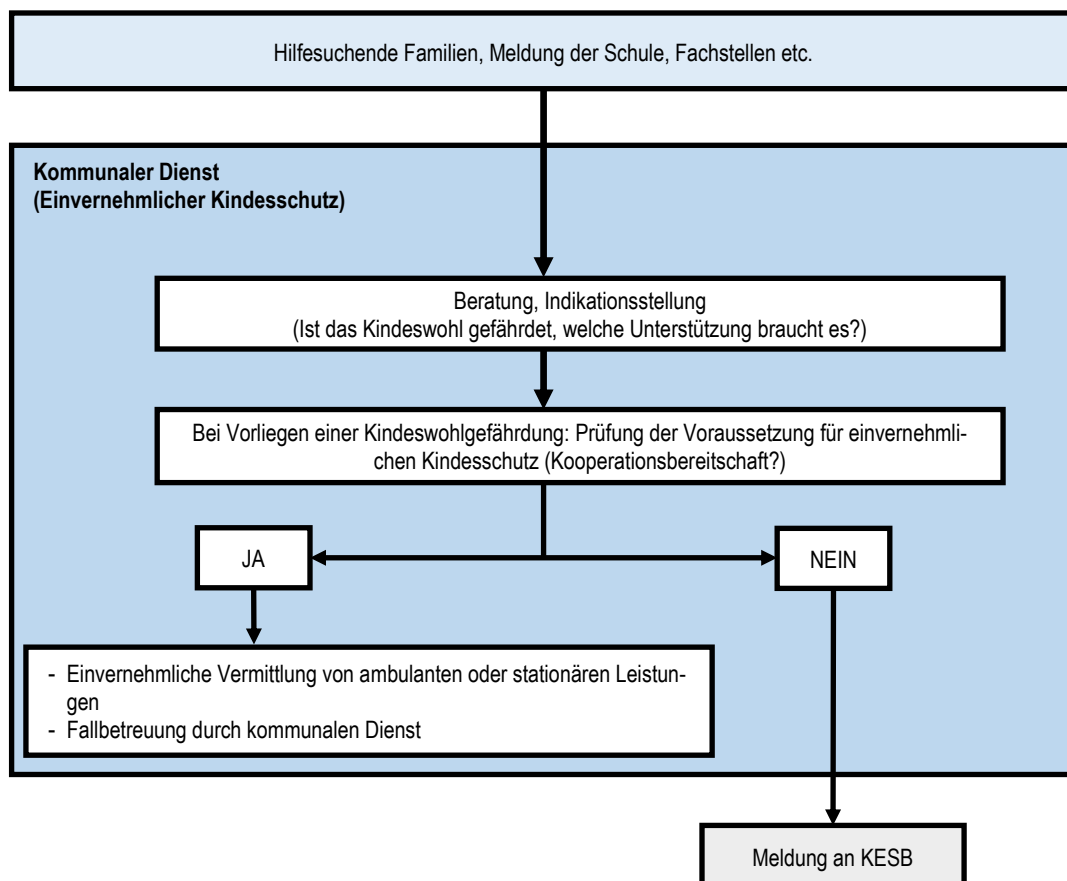 Hilfesuchende Familien, Meldung der Schule, Fachstellen etc.
Kommunaler Dienst
(Einvernehmlicher Kindesschutz)
Beratung, Indikationsstellung
(Ist das Kindeswohl gefährdet, welche Unterstützung braucht es?)
Bei Vorliegen einer Kindeswohlgefährdung: Prüfung der Voraussetzung für einvernehmli-
chen Kindesschutz (Kooperationsbereitschaft?)
JA
NEIN
- Einvernehmliche Vermittlung von ambulanten oder stationären Leistun-
gen
- Fallbetreuung durch kommunalen Dienst
Meldung an KESB